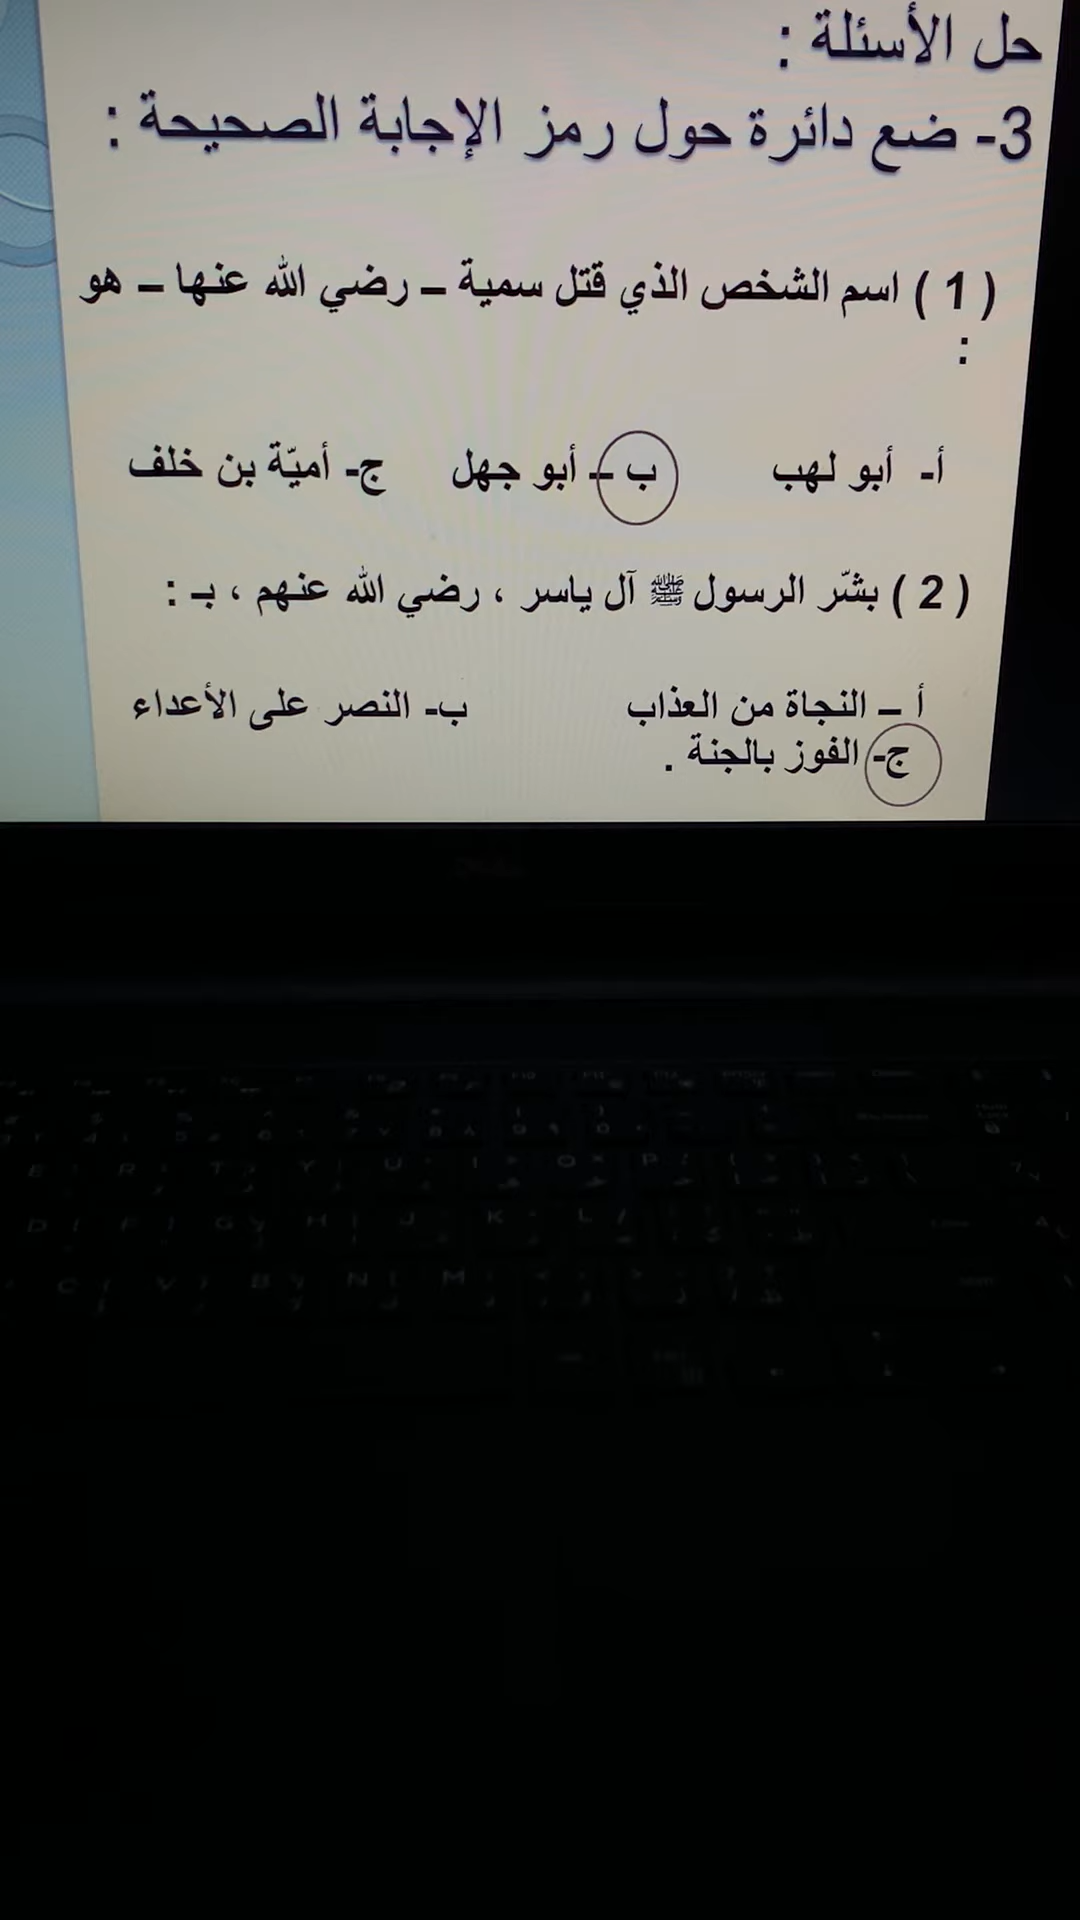 حل الأسئلة :
3- ضع دائرة حول رمز الإجابة الصحيحة :
( 1 ) اسم الشخص الذي قتل سمية – رضي الله عنها – هو
:
أ- أبو لهب ب – أبو جهل ج- أميّة بن خلف
( 2 ) بشّر الرسول ﷺ آل ياسر ، رضي الله عنهم ، بـ :
أ – النجاة من العذاب ب- النصر على الأعداء
ج- الفوز بالجنة .
E R T Y U I O P
D F G H J K L
C V B N M